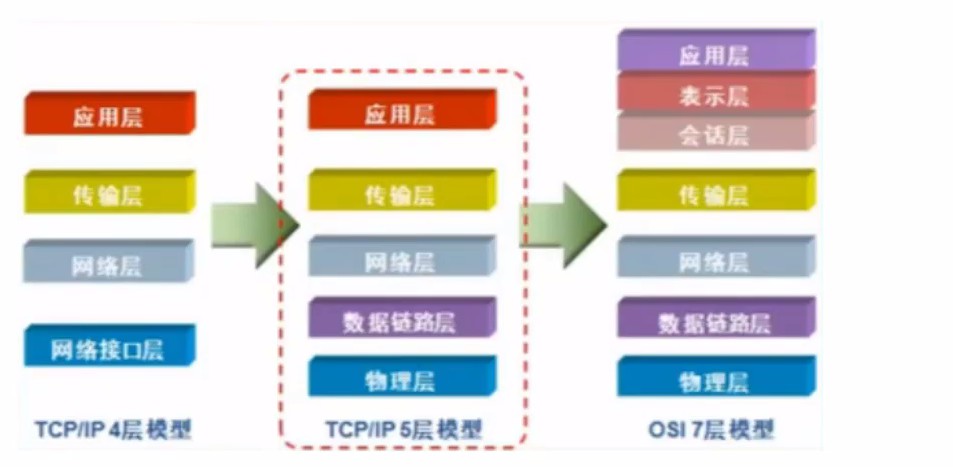 应用层
传输层
网络层
网络接口层
TCP/IP 4层模型
应用层
传输层
网络层
数据链路层
物理层
TCP/IP 5层模型
应用层
表示层
会话层
传输层
网络层
数据链路层
物理层
OSI 7层模型